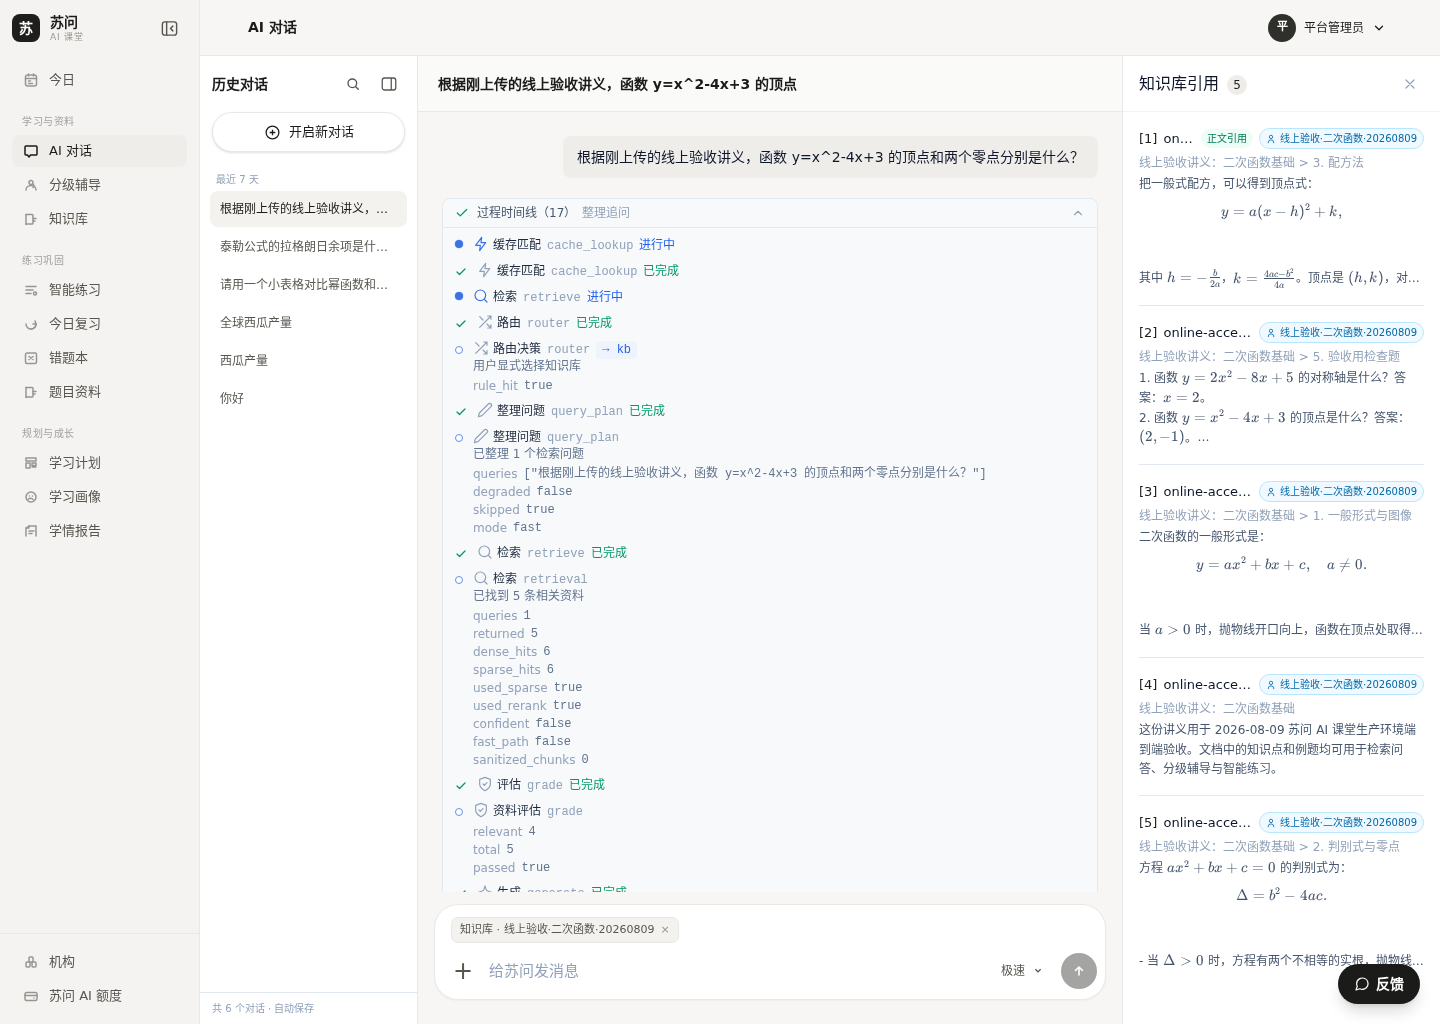 苏
苏问
AI 课堂
今日
学习与资料
AI 对话
分级辅导
知识库
练习巩固
智能练习
今日复习
错题本
题目资料
规划与成长
学习计划
学习画像
学情报告
机构
苏问 AI 额度
AI 对话
平
平台管理员
历史对话
开启新对话
最近 7 天
根据刚上传的线上验收讲义，...
泰勒公式的拉格朗日余项是什...
请用一个小表格对比幂函数和...
全球西瓜产量
西瓜产量
你好
共 6 个对话 · 自动保存
根据刚上传的线上验收讲义，函数 y=x^2-4x+3 的顶点
根据刚上传的线上验收讲义，函数 y=x^2-4x+3 的顶点和两个零点分别是什么？
过程时间线（17） 整理追问
缓存匹配 cache_lookup 进行中
缓存匹配 cache_lookup 已完成
检索 retrieve 进行中
路由 router 已完成
路由决策 router → kb
用户显式选择知识库
rule_hit true
整理问题 query_plan 已完成
整理问题 query_plan
已整理 1 个检索问题
queries ["根据刚上传的线上验收讲义，函数 y=x^2-4x+3 的顶点和两个零点分别是什么？"]
degraded false
skipped true
mode fast
检索 retrieve 已完成
检索 retrieval
已找到 5 条相关资料
queries 1
returned 5
dense_hits 6
sparse_hits 6
used_sparse true
used_rerank true
confident false
fast_path false
sanitized_chunks 0
评估 grade 已完成
资料评估 grade
relevant 4
total 5
passed true
生成 generate 已完成
知识库 · 线上验收·二次函数·20260809 ×
给苏问发消息
极速
知识库引用 5
[1] on... 正文引用 线上验收·二次函数·20260809
线上验收讲义：二次函数基础 > 3. 配方法
把一般式配方，可以得到顶点式：
y = a(x − h)² + k,
其中 h = −b/2a，k = 4ac−b²/4a。顶点是 (h, k)，对...
[2] online-acce... 线上验收·二次函数·20260809
线上验收讲义：二次函数基础 > 5. 验收用检查题
1. 函数 y = 2x² − 8x + 5 的对称轴是什么？答
案：x = 2。
2. 函数 y = x² − 4x + 3 的顶点是什么？答案：
(2, −1)。...
[3] online-acce... 线上验收·二次函数·20260809
线上验收讲义：二次函数基础 > 1. 一般形式与图像
二次函数的一般形式是：
y = ax² + bx + c, a ≠ 0.
当 a > 0 时，抛物线开口向上，函数在顶点处取得...
[4] online-acce... 线上验收·二次函数·20260809
线上验收讲义：二次函数基础
这份讲义用于 2026-08-09 苏问 AI 课堂生产环境端
到端验收。文档中的知识点和例题均可用于检索问
答、分级辅导与智能练习。
[5] online-acce... 线上验收·二次函数·20260809
线上验收讲义：二次函数基础 > 2. 判别式与零点
方程 ax² + bx + c = 0 的判别式为：
Δ = b² − 4ac.
- 当 Δ > 0 时，方程有两个不相等的实根，抛物线...
反馈